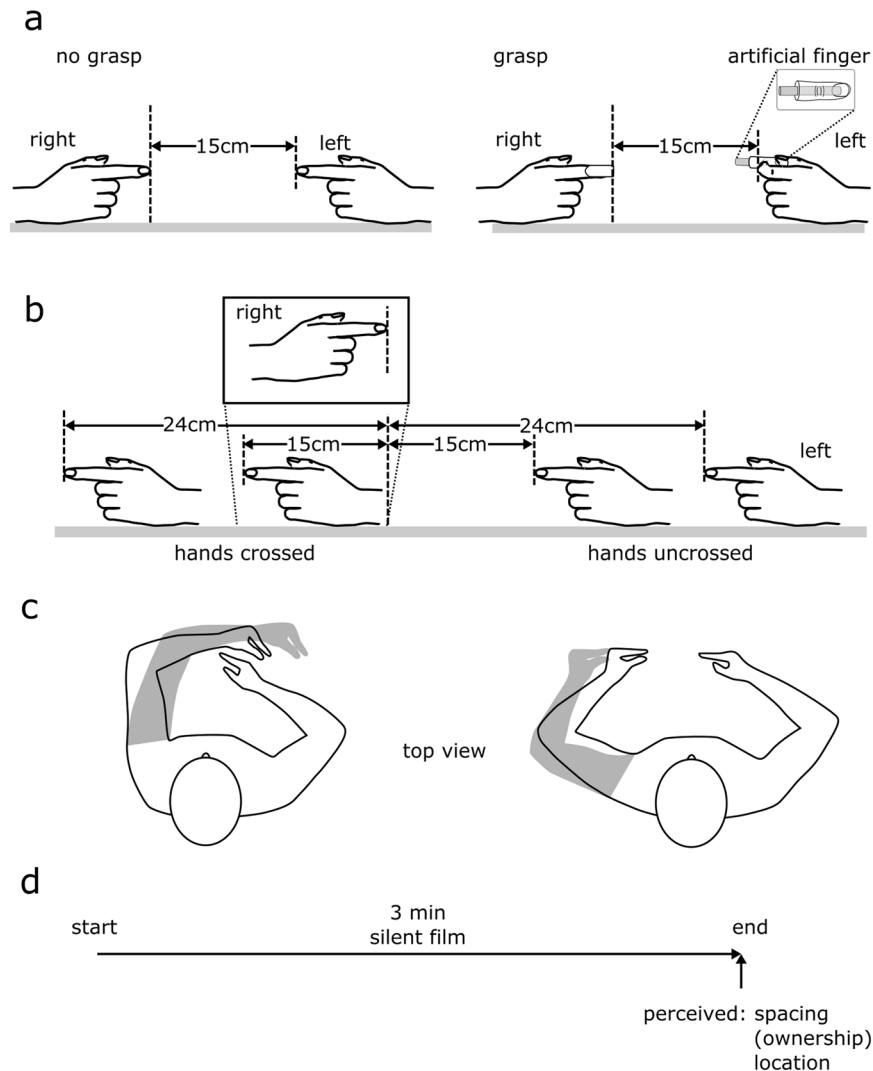 a
no grasp
grasp
artificial finger
right
15cm
left
right
15cm
left
b
right
24cm
24cm
15cm
15cm
left
hands crossed
hands uncrossed
c
top view
d
start
3 min
silent film
end
perceived: spacing
(ownership)
location